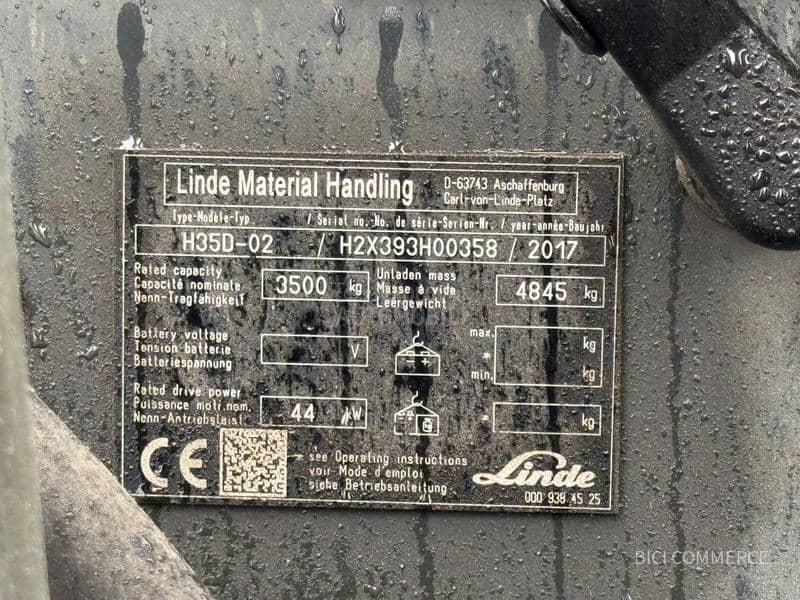 Linde Material Handling
D-63743 Aschaffenburg
Carl-von-Linde-Platz
Type-Modèle-Typ / Serial no.-No. de série-Serien-Nr. / year-année-Baujahr
H35D-02 / H2X393H00358 / 2017
Rated capacity
Capacité nominale
Nenn-Tragfähigkeit
3500 kg
Unladen mass
Masse à vide
Leergewicht
4845 kg
Battery voltage
Tension batterie
Batteriespannung
V
max. kg
*
min. kg
Rated drive power
Puissance motr.nom.
Nenn-Antriebsleist.
44 kW
- +
= kg
CE
see Operating instructions
voir Mode d'emploi
siehe Betriebsanleitung
Linde
000 939 45 25
BICI COMMERCE